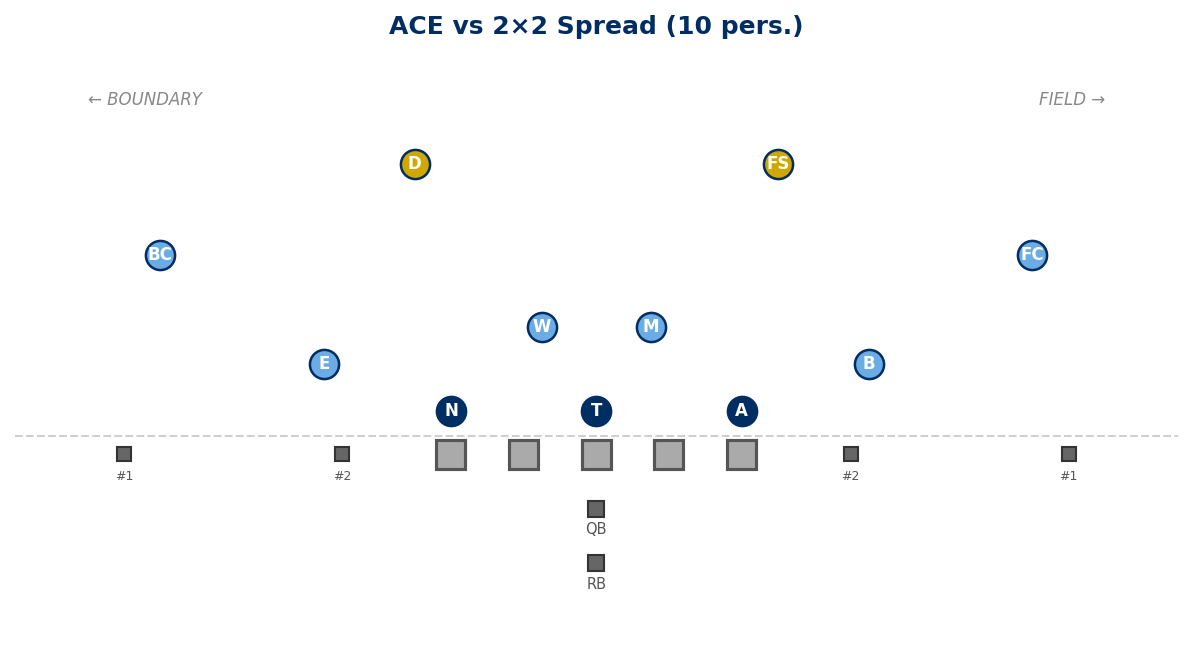 ACE vs 2×2 Spread (10 pers.)
← BOUNDARY
FIELD →
D
FS
BC
FC
W
M
E
B
N
T
A
#1
#2
#2
#1
QB
RB